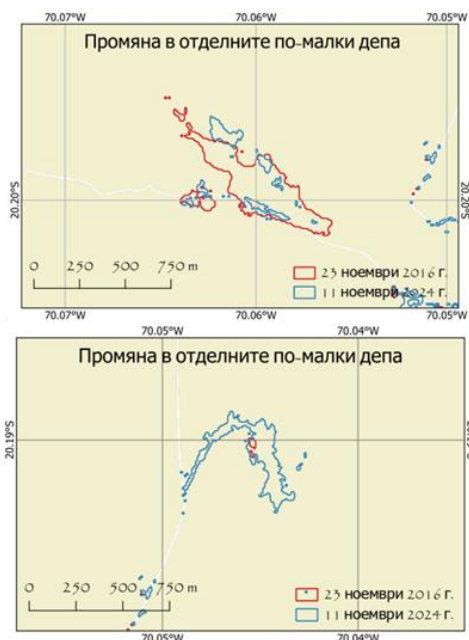 70.07°W 70.06°W 70.05°W
Промяна в отделните по-малки депа
20.20°S 20.20°S
0 250 500 750 m
23 ноември 2016 г.
11 ноември 2024 г.
70.07°W 70.06°W 70.05°W
70.05°W 70.04°W
Промяна в отделните по-малки депа
20.19°S
0 250 500 750 m
23 ноември 2016 г.
11 ноември 2024 г.
70.05°W 70.04°W